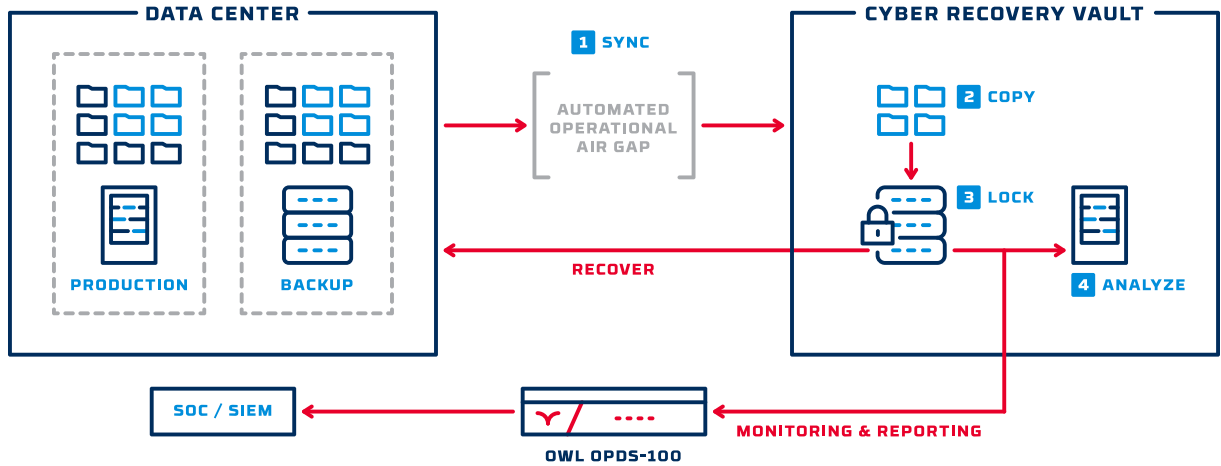 DATA CENTER
CYBER RECOVERY VAULT
1 SYNC
AUTOMATED
OPERATIONAL
AIR GAP
2 COPY
3 LOCK
RECOVER
PRODUCTION
BACKUP
4 ANALYZE
SOC / SIEM
MONITORING & REPORTING
OWL OPDS-100